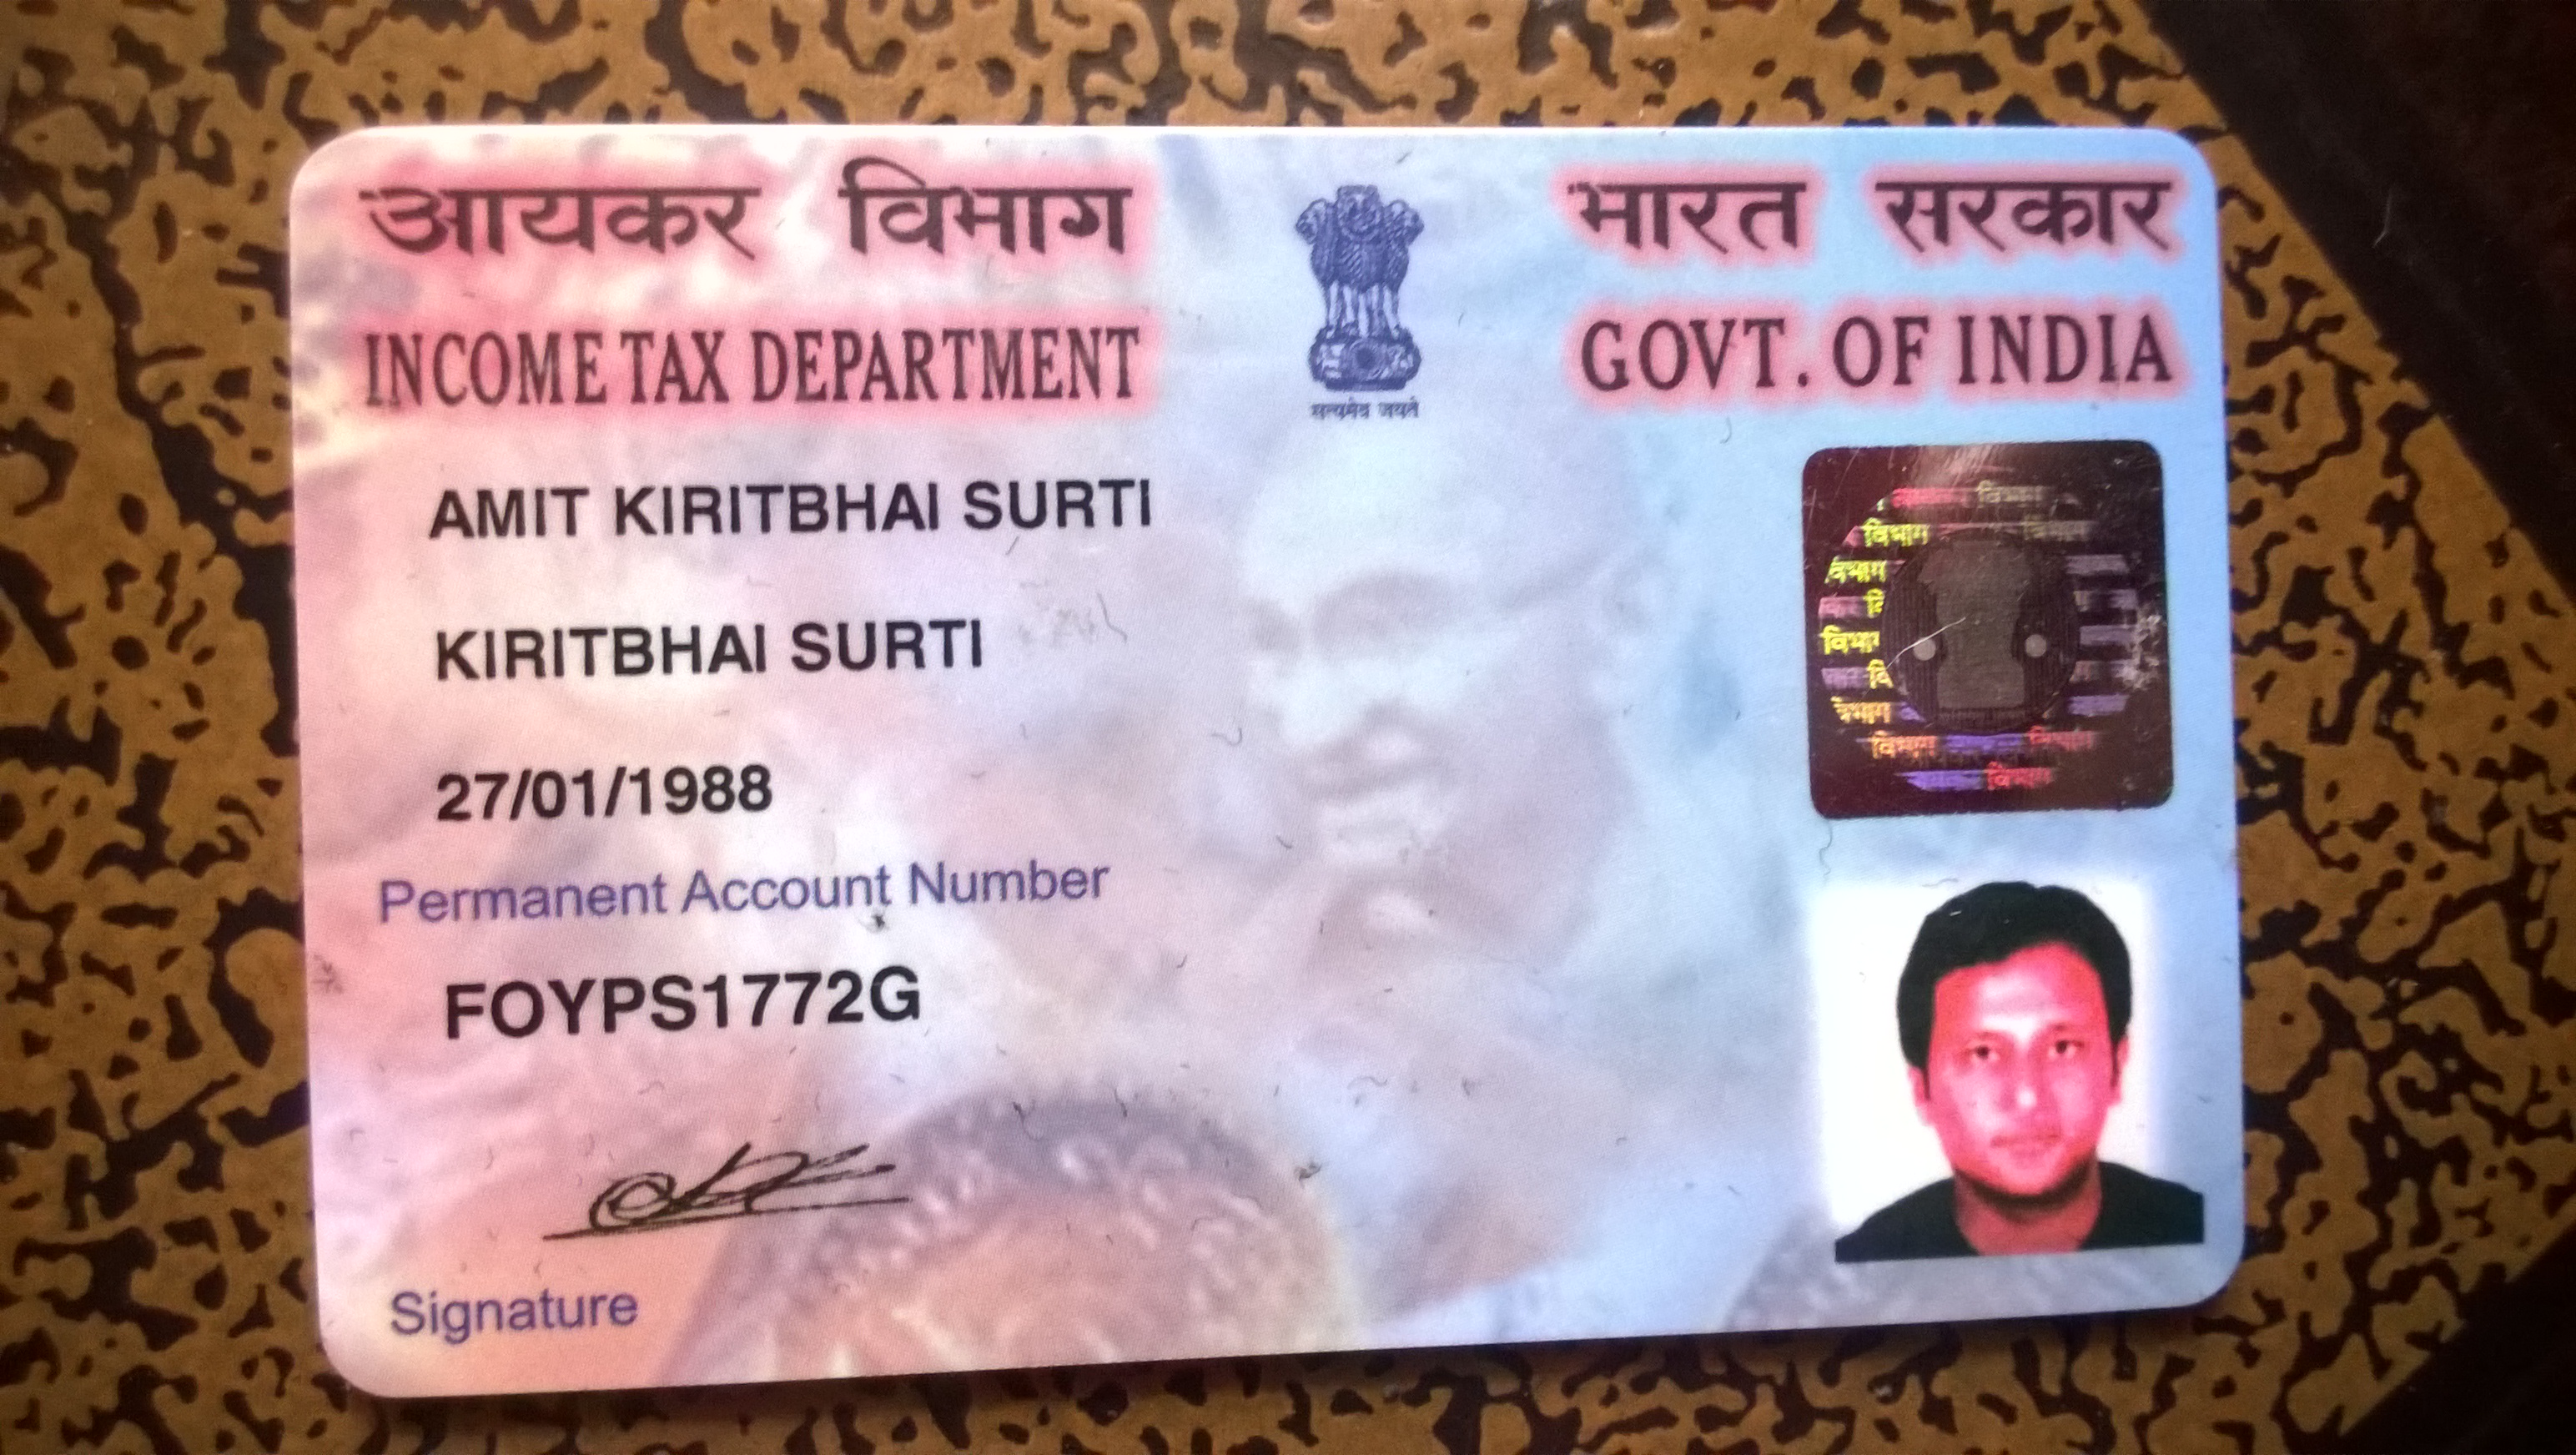 आयकर विभाग
भारत सरकार
INCOME TAX DEPARTMENT
GOVT. OF INDIA
सत्यमेव जयते
AMIT KIRITBHAI SURTI
KIRITBHAI SURTI
27/01/1988
Permanent Account Number
FOYPS1772G
Signature
विभाग
विभाग
विभाग
विभाग
विभाग